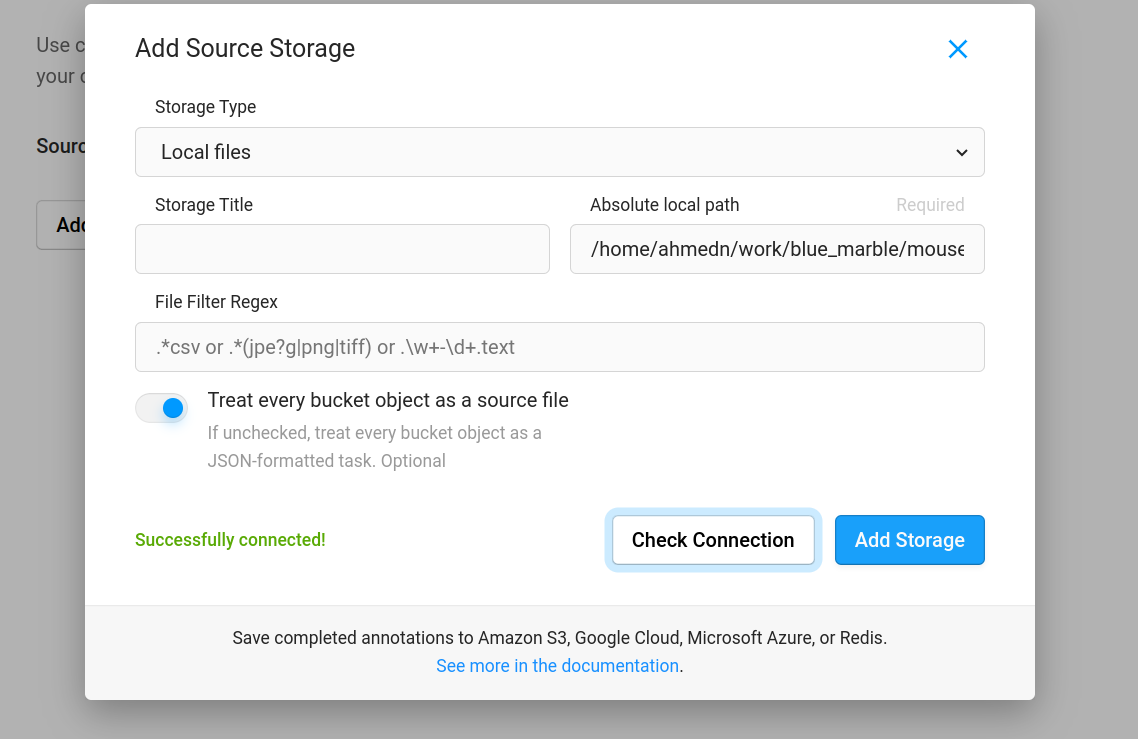 Use c
your c
Sourc
Add
Add Source Storage
Storage Type
Local files
Storage Title
Absolute local path Required
/home/ahmedn/work/blue_marble/mouse
File Filter Regex
.*csv or .*(jpe?g|png|tiff) or .\w+-\d+.text
Treat every bucket object as a source file
If unchecked, treat every bucket object as a
JSON-formatted task. Optional
Successfully connected!
Check Connection
Add Storage
Save completed annotations to Amazon S3, Google Cloud, Microsoft Azure, or Redis.
See more in the documentation.